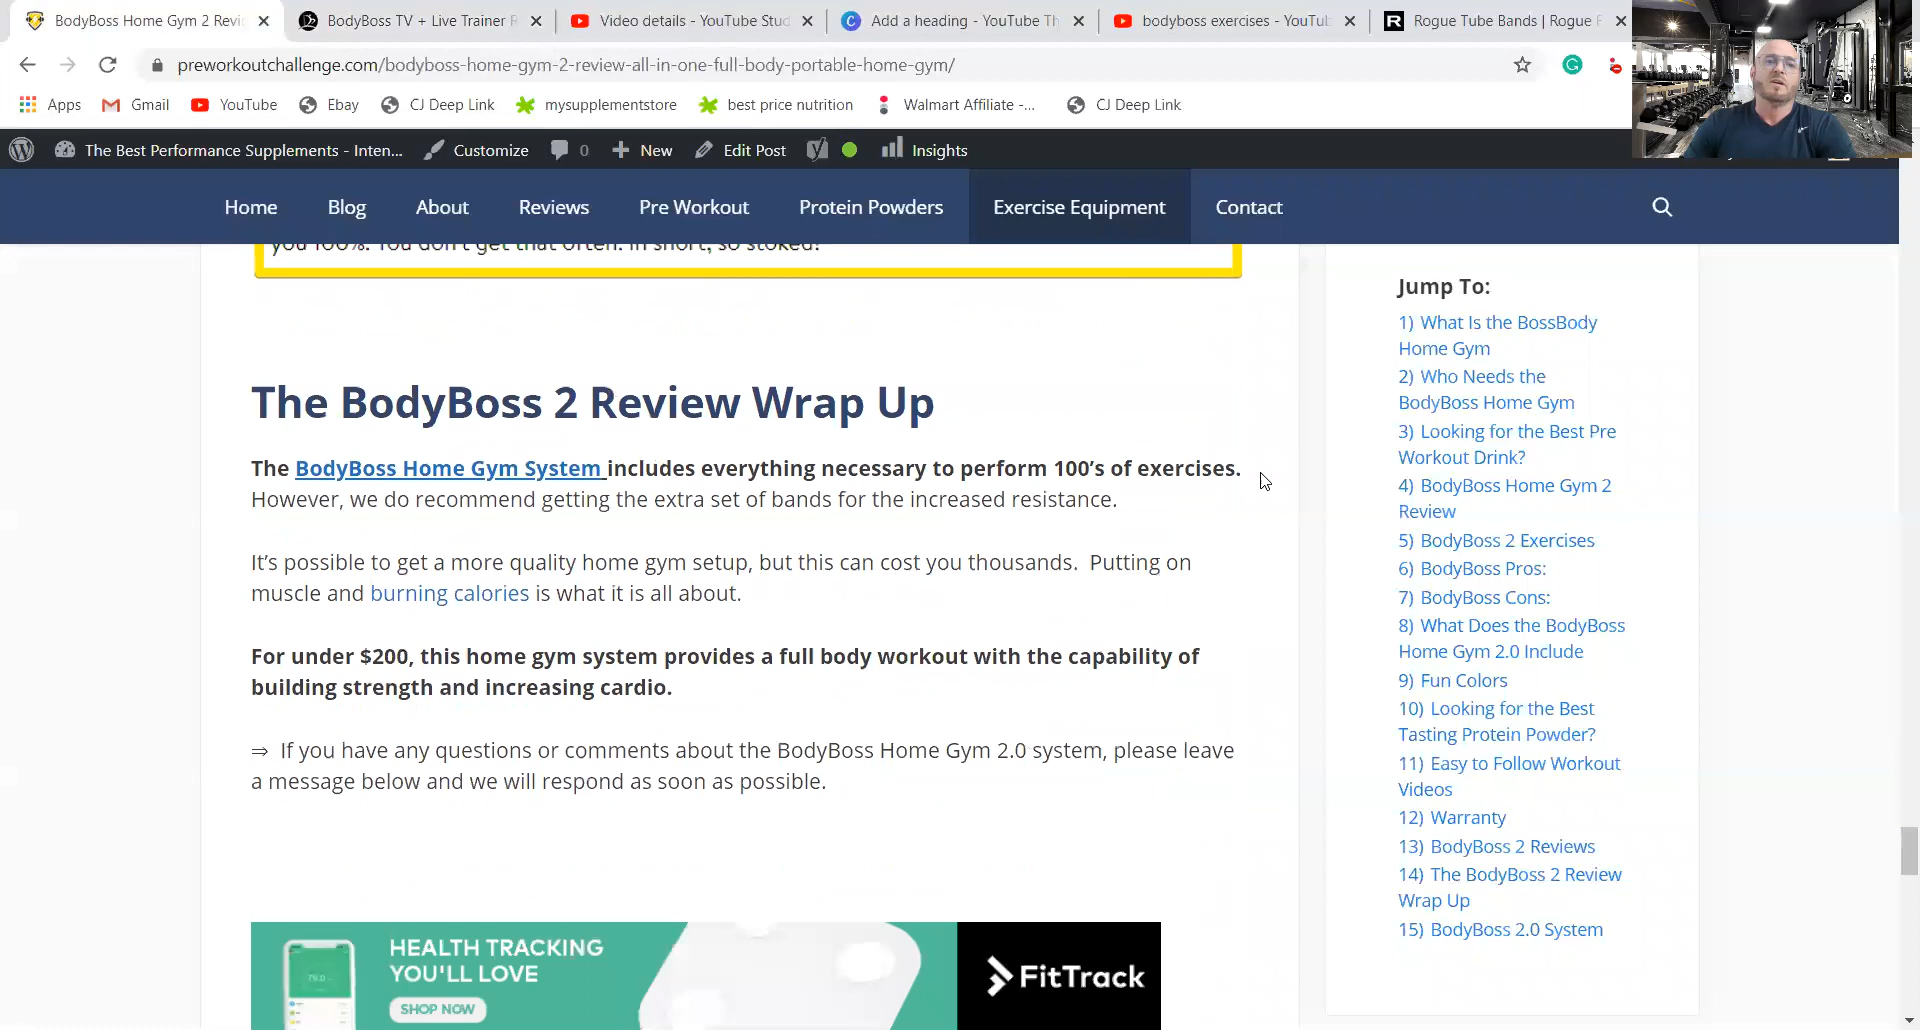 BodyBoss Home Gym 2 Revi
BodyBoss TV + Live Trainer
Video details - YouTube Stud
Add a heading - YouTube Th
bodyboss exercises - YouTub
Rogue Tube Bands | Rogue F
preworkoutchallenge.com/bodyboss-home-gym-2-review-all-in-one-full-body-portable-home-gym/
Apps
Gmail
YouTube
Ebay
CJ Deep Link
mysupplementstore
best price nutrition
Walmart Affiliate -...
CJ Deep Link
The Best Performance Supplements - Inten...
Customize
0
New
Edit Post
Insights
Home
Blog
About
Reviews
Pre Workout
Protein Powders
Exercise Equipment
Contact
you 100%. You don't get that often. In short, so stoked!
The BodyBoss 2 Review Wrap Up
The BodyBoss Home Gym System includes everything necessary to perform 100’s of exercises.
However, we do recommend getting the extra set of bands for the increased resistance.
It’s possible to get a more quality home gym setup, but this can cost you thousands. Putting on
muscle and burning calories is what it is all about.
For under $200, this home gym system provides a full body workout with the capability of
building strength and increasing cardio.
⇒ If you have any questions or comments about the BodyBoss Home Gym 2.0 system, please leave
a message below and we will respond as soon as possible.
HEALTH TRACKING
YOU'LL LOVE
SHOP NOW
FitTrack
Jump To:
1) What Is the BossBody
Home Gym
2) Who Needs the
BodyBoss Home Gym
3) Looking for the Best Pre
Workout Drink?
4) BodyBoss Home Gym 2
Review
5) BodyBoss 2 Exercises
6) BodyBoss Pros:
7) BodyBoss Cons:
8) What Does the BodyBoss
Home Gym 2.0 Include
9) Fun Colors
10) Looking for the Best
Tasting Protein Powder?
11) Easy to Follow Workout
Videos
12) Warranty
13) BodyBoss 2 Reviews
14) The BodyBoss 2 Review
Wrap Up
15) BodyBoss 2.0 System